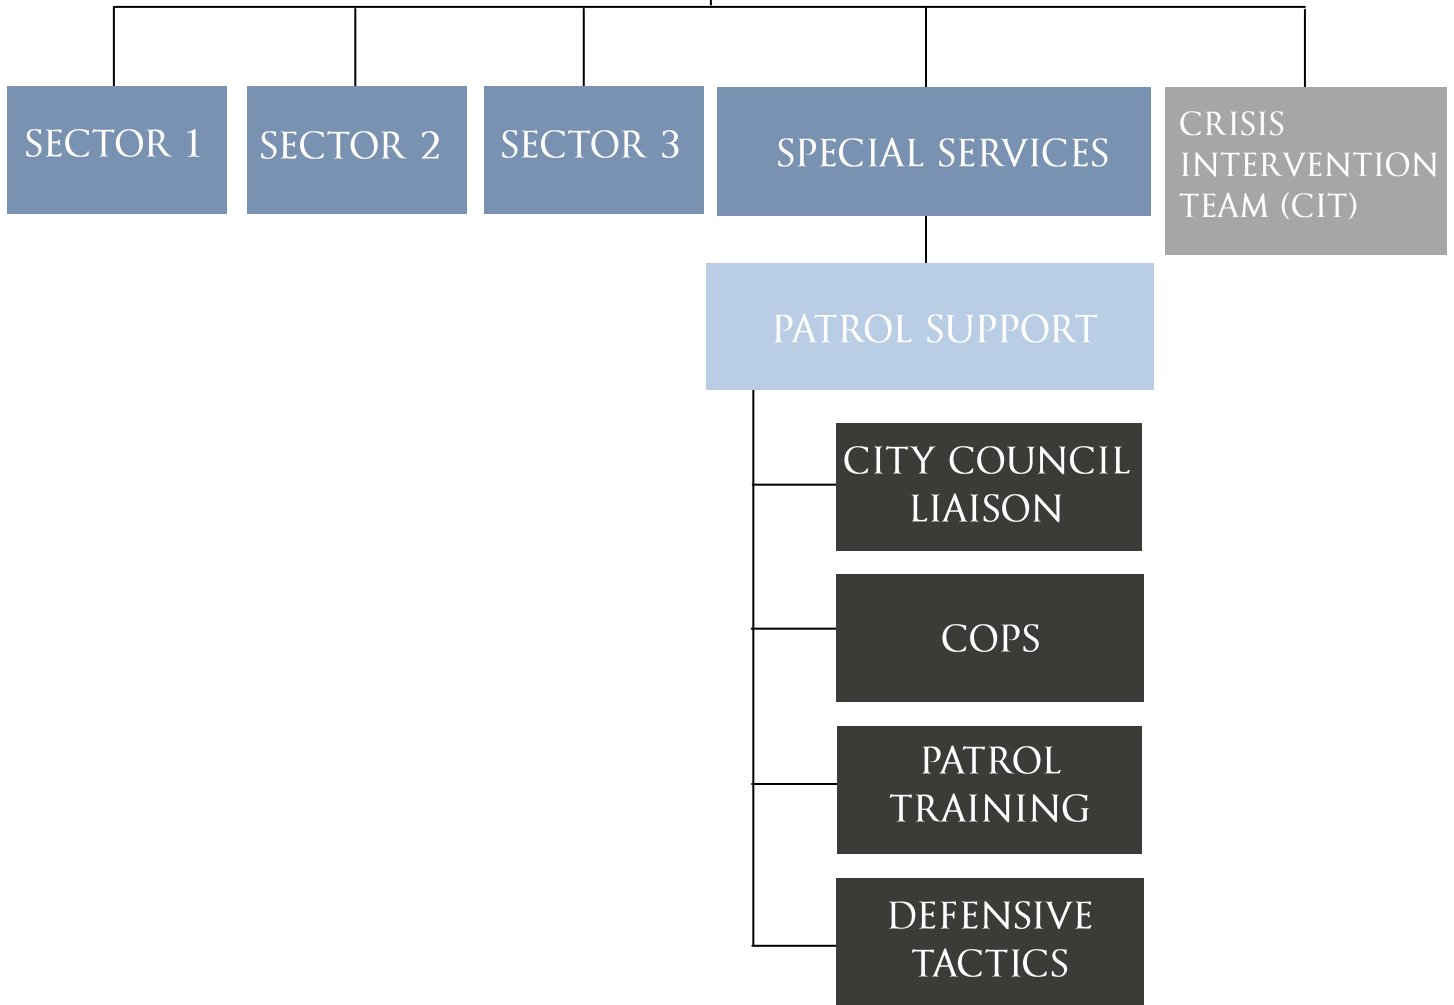 SECTOR 1
SECTOR 2
SECTOR 3
SPECIAL SERVICES
CRISIS
INTERVENTION
TEAM (CIT)
PATROL SUPPORT
CITY COUNCIL
LIAISON
COPS
PATROL
TRAINING
DEFENSIVE
TACTICS